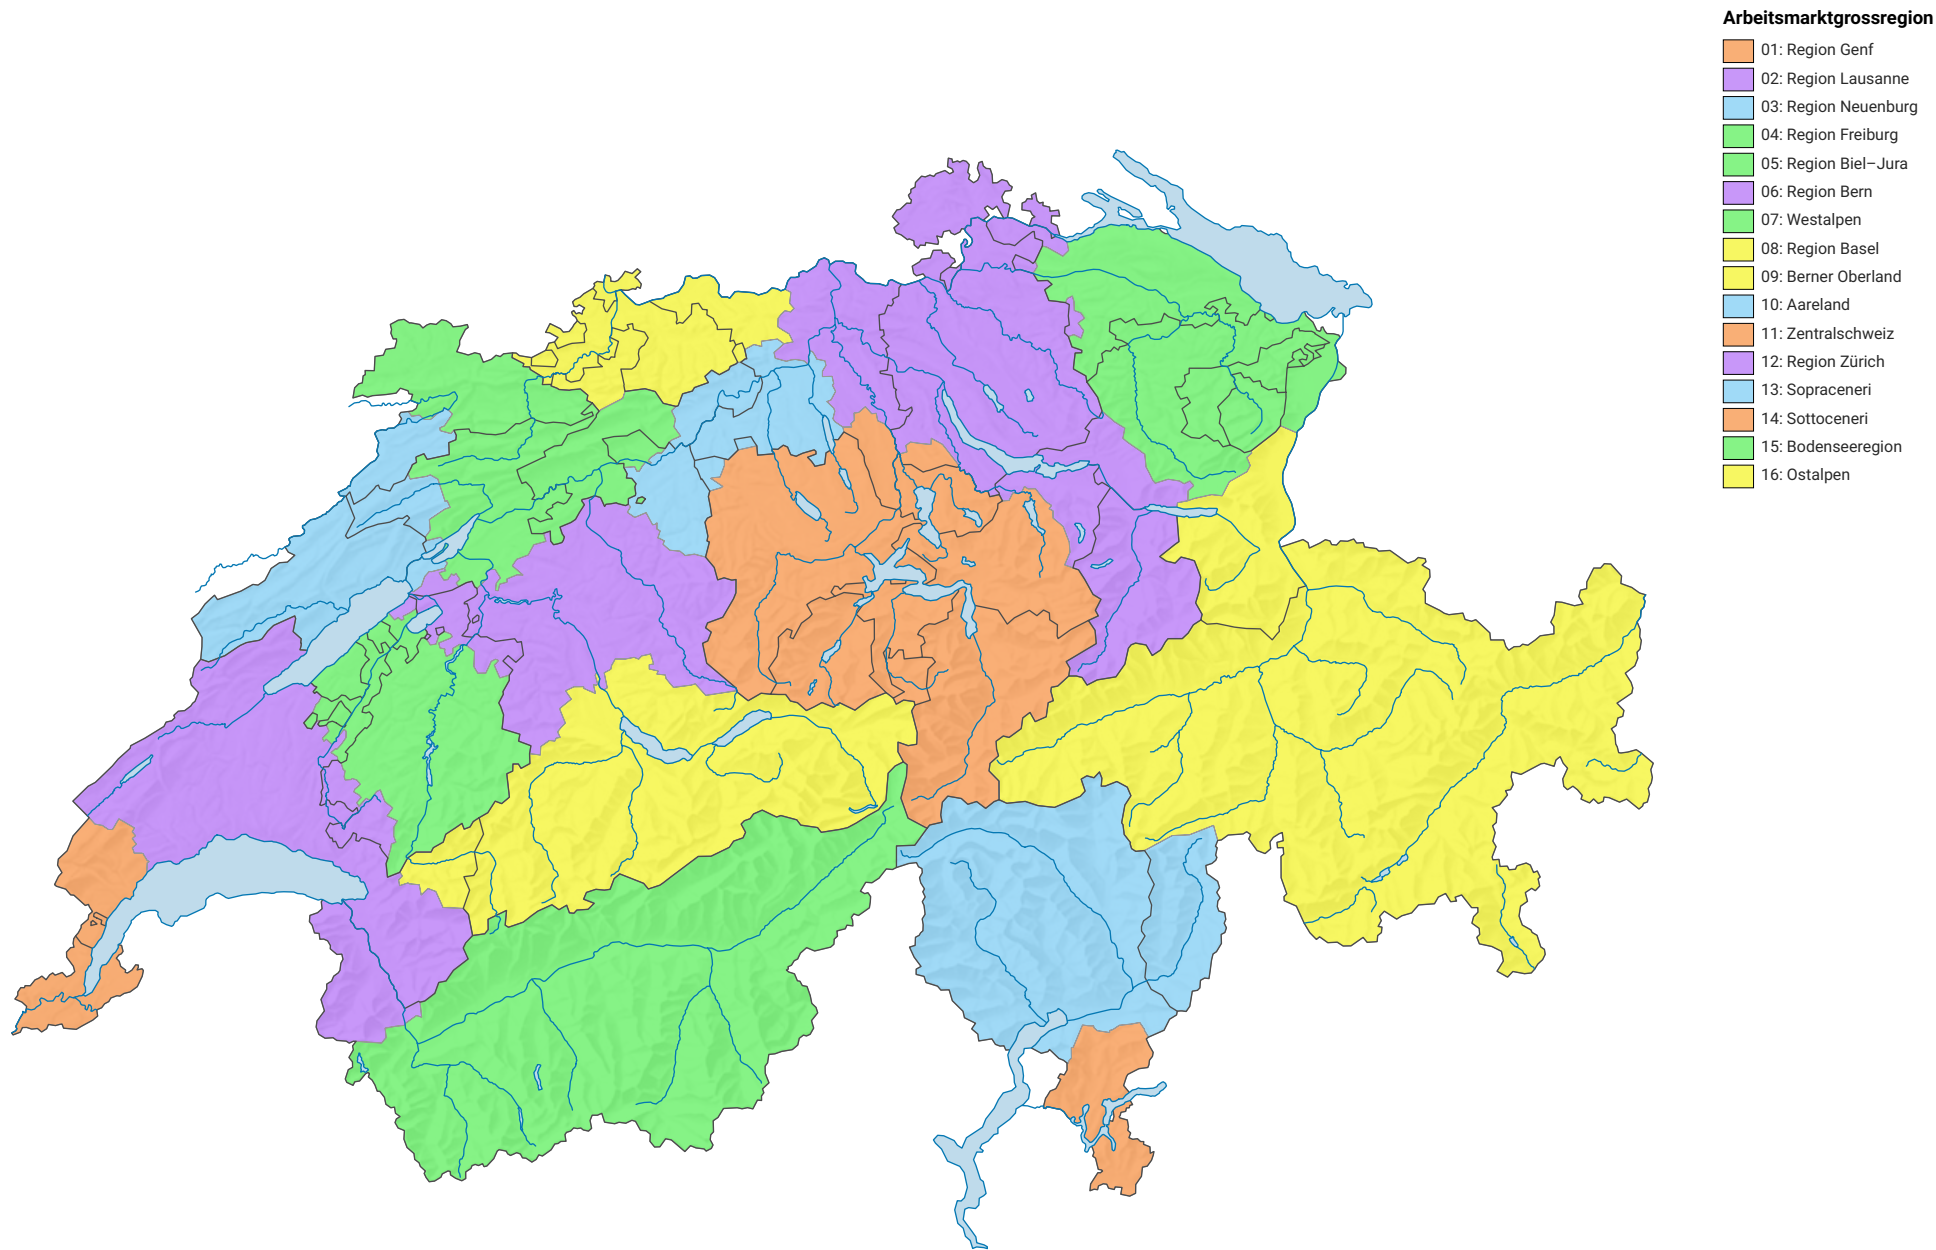 Arbeitsmarktgrossregion
01: Region Genf
02: Region Lausanne
03: Region Neuenburg
04: Region Freiburg
05: Region Biel–Jura
06: Region Bern
07: Westalpen
08: Region Basel
09: Berner Oberland
10: Aareland
11: Zentralschweiz
12: Region Zürich
13: Sopraceneri
14: Sottoceneri
15: Bodenseeregion
16: Ostalpen